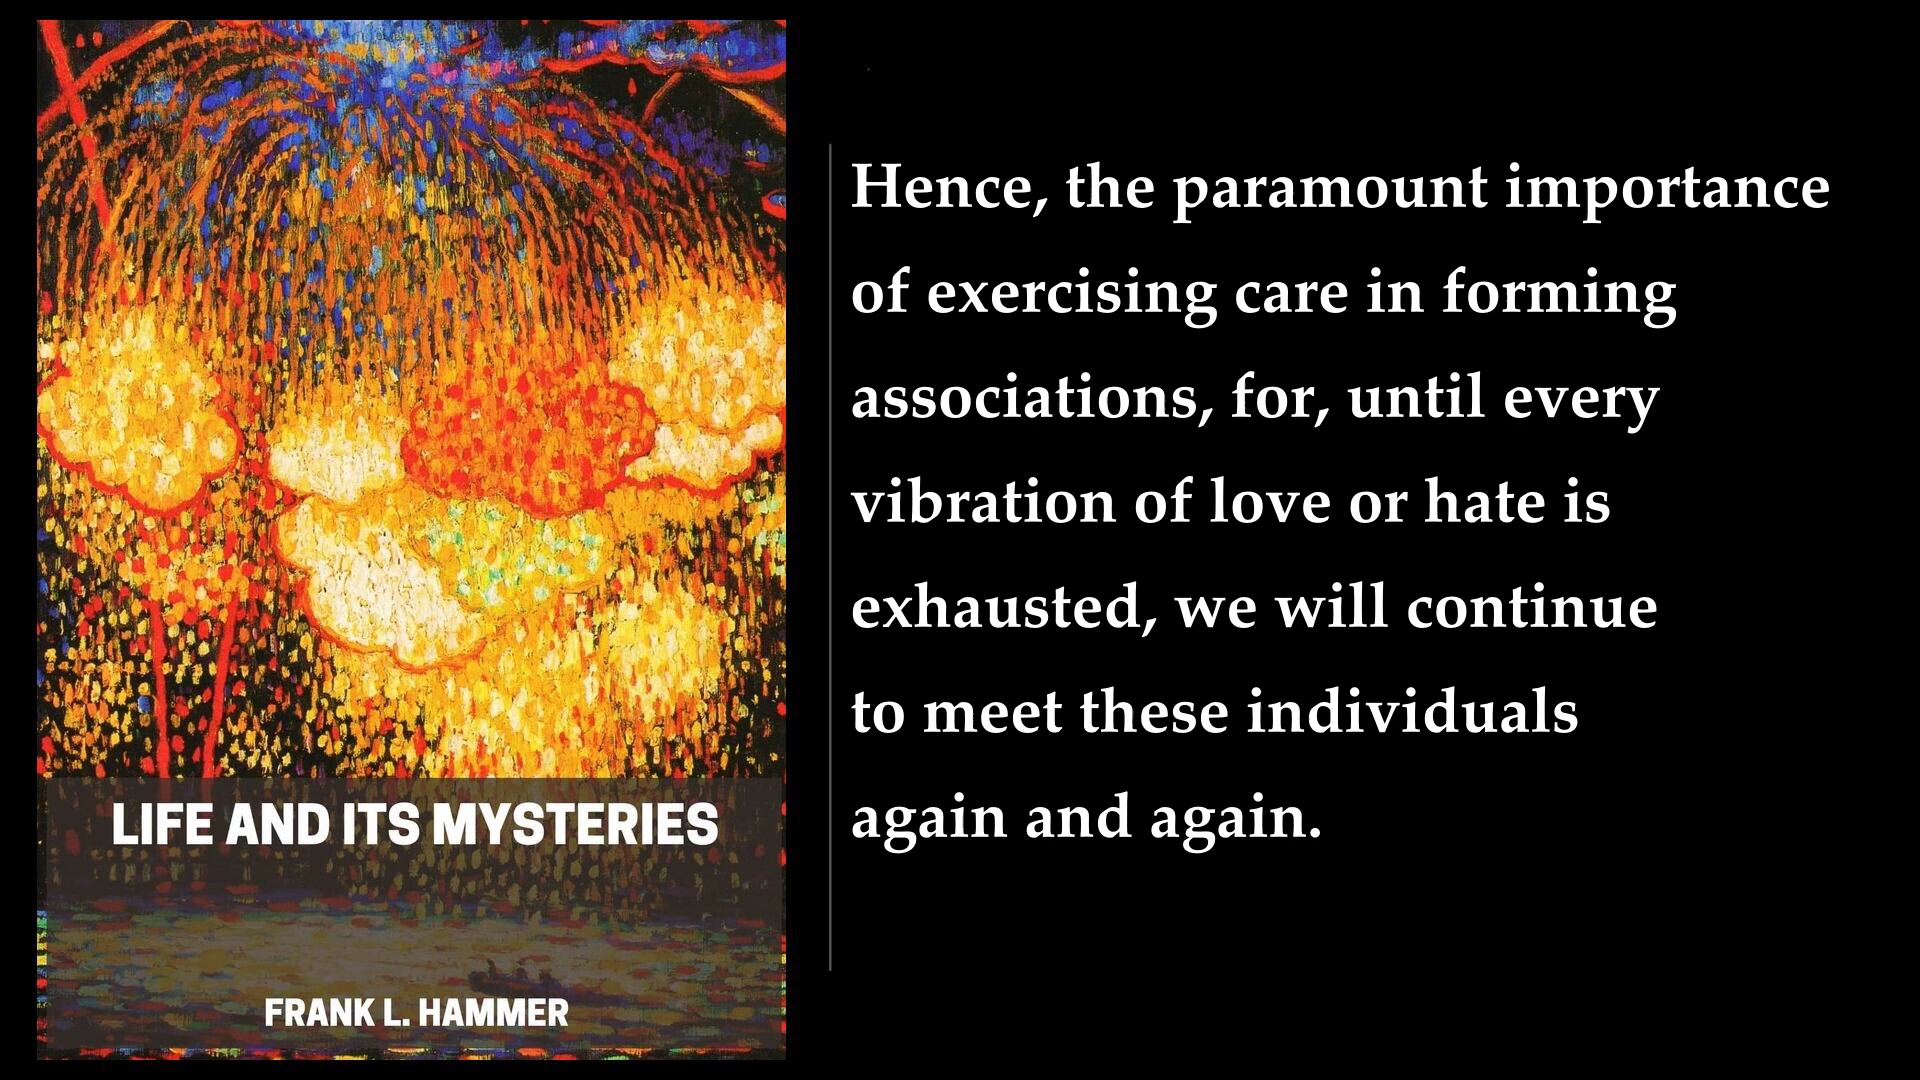 LIFE AND ITS MYSTERIES
FRANK L. HAMMER
Hence, the paramount importance
of exercising care in forming
associations, for, until every
vibration of love or hate is
exhausted, we will continue
to meet these individuals
again and again.